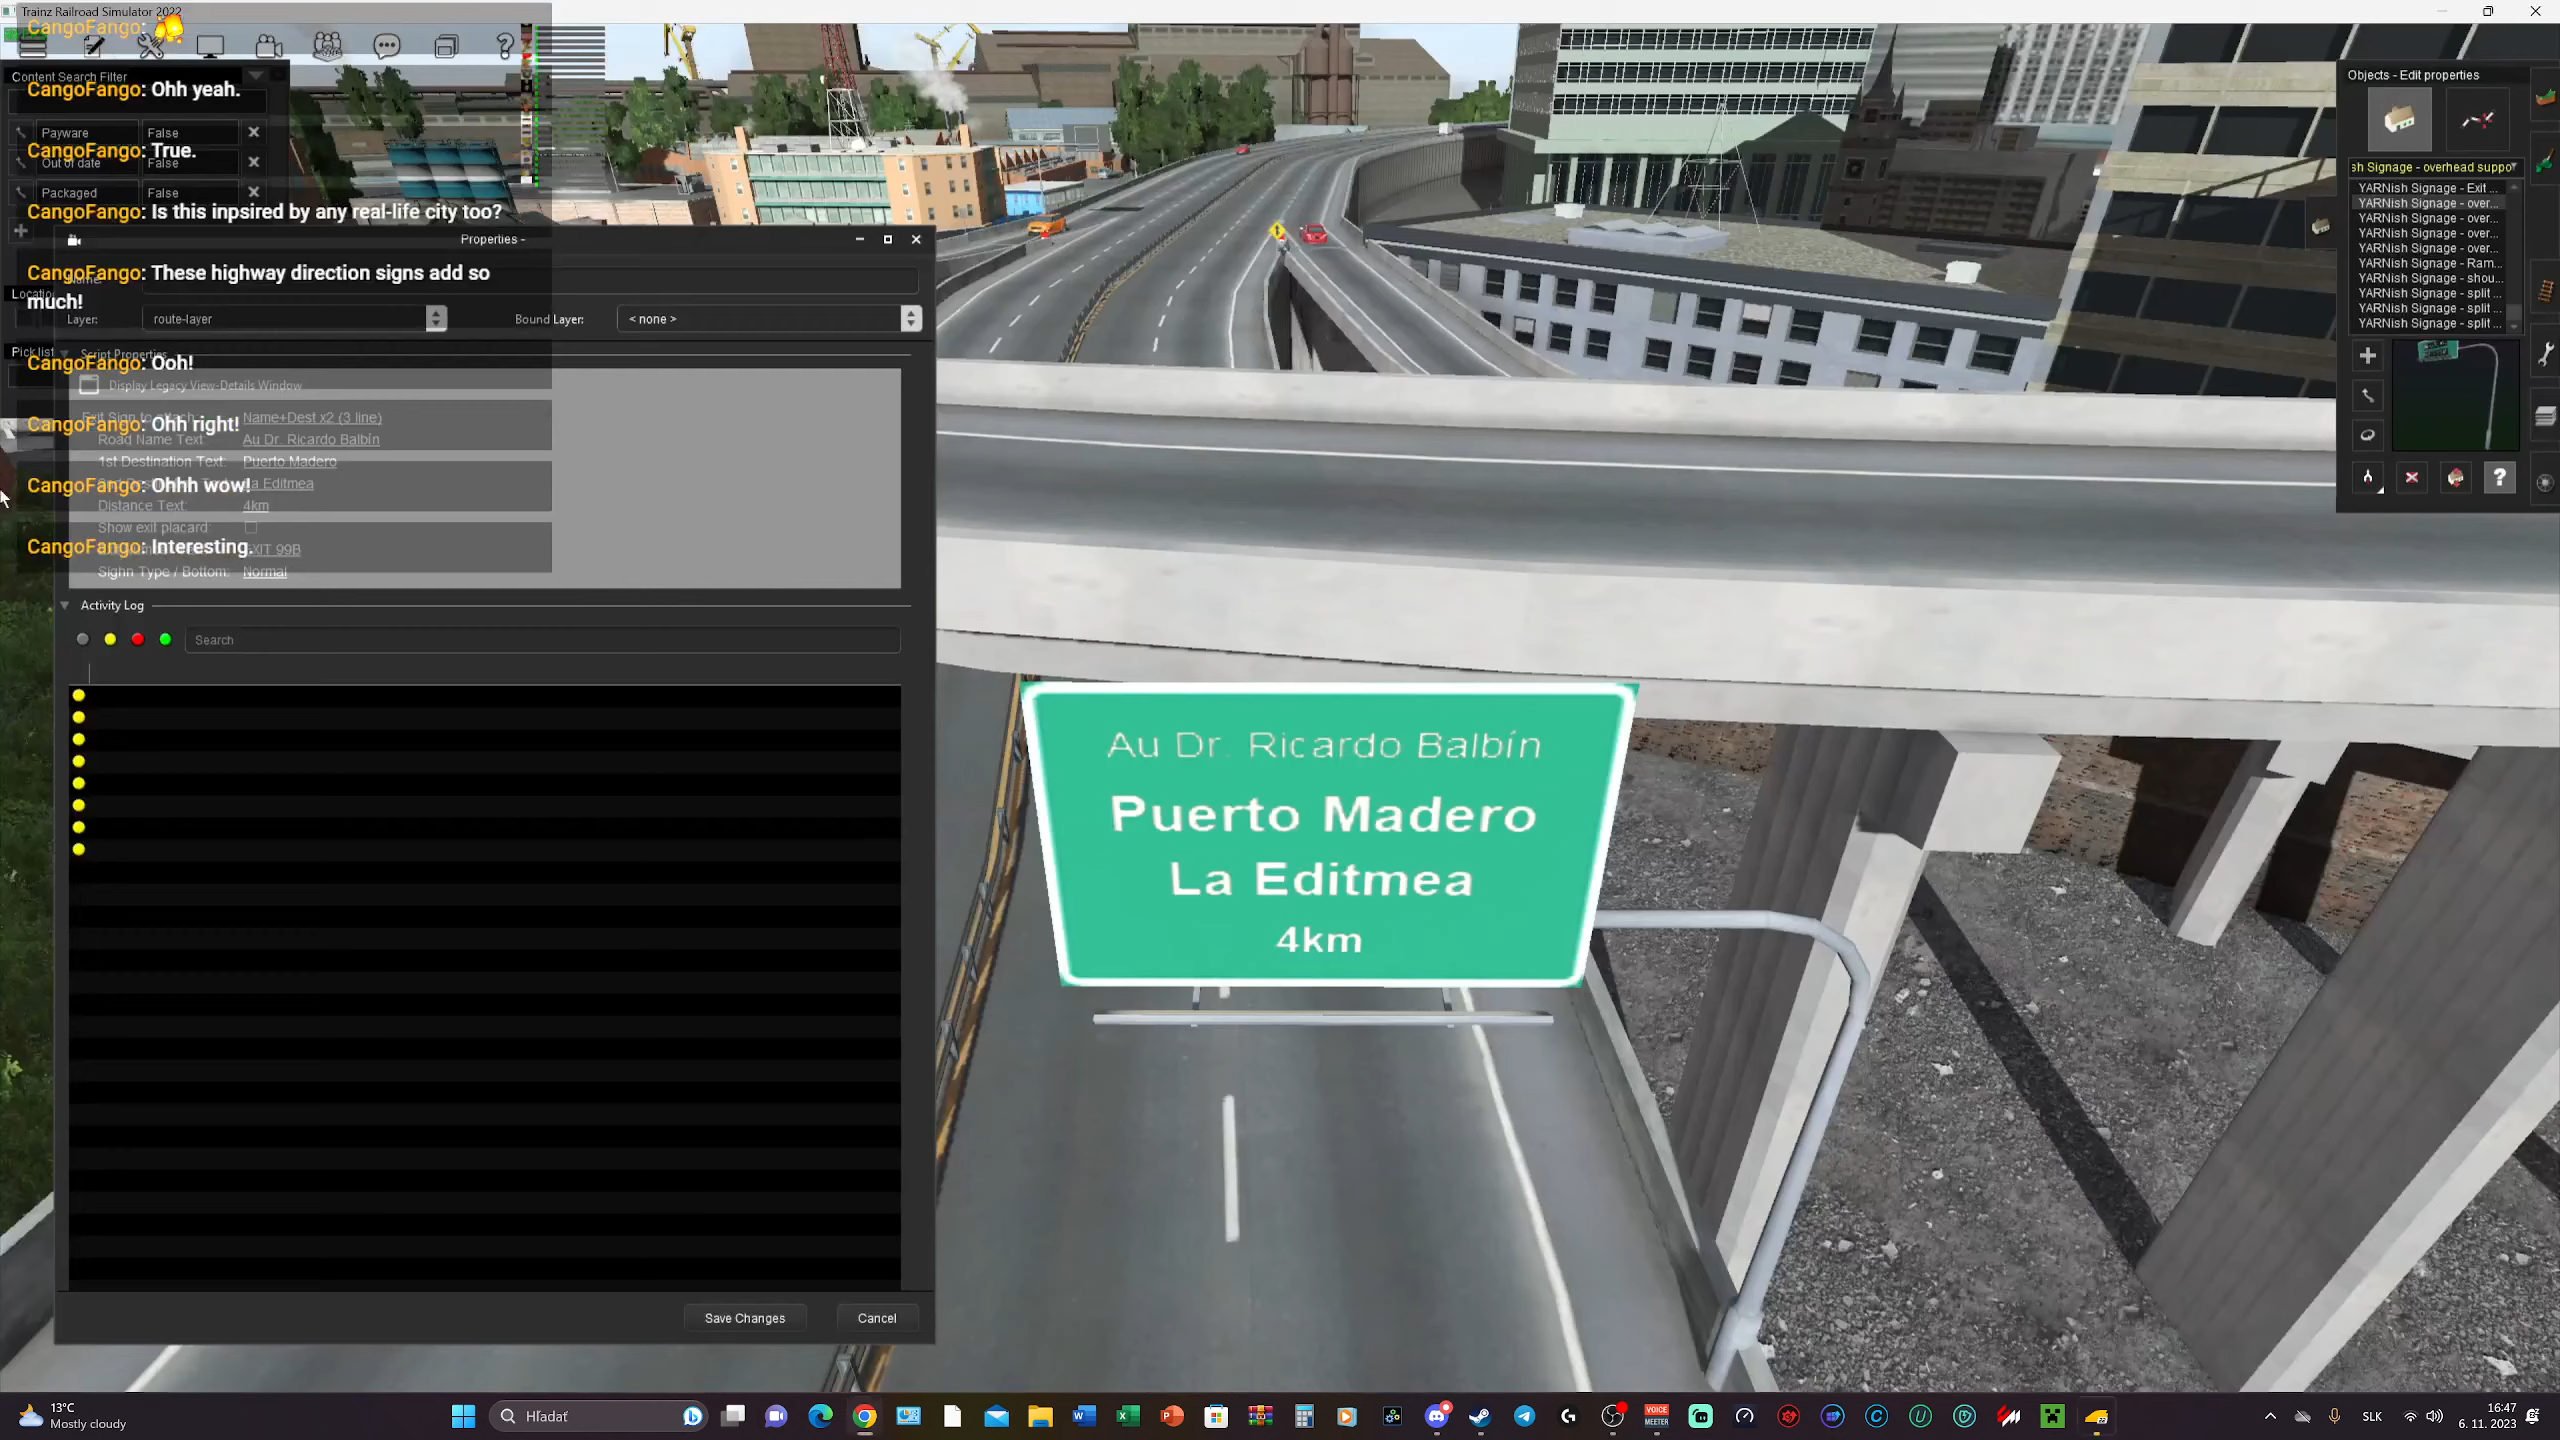 Trainz Railroad Simulator 2022
CangoFango:
Content Search Filter
CangoFango: Ohh yeah.
Payware False
CangoFango: True.
Out of date False
Packaged False
CangoFango: Is this inpsired by any real-life city too?
Properties -
CangoFango: These highway direction signs add so
much!
Layer: route-layer Bound Layer: < none >
Pick list
Script Properties
CangoFango: Ooh!
Display Legacy View-Details Window
Name+Dest x2 (3 line)
CangoFango: Ohh right!
Road Name Text: Au Dr. Ricardo Balbín
1st Destination Text: Puerto Madero
CangoFango: Ohhh wow!
La Editmea
Distance Text: 4km
Show exit placard:
CangoFango: Interesting.
EXIT 99B
Sighn Type / Bottom: Normal
Activity Log
Search
Save Changes Cancel
Au Dr. Ricardo Balbín
Puerto Madero
La Editmea
4km
Objects - Edit properties
sh Signage - overhead suppo
YARNish Signage - Exit ...
YARNish Signage - over...
YARNish Signage - over...
YARNish Signage - over...
YARNish Signage - over...
YARNish Signage - Ram...
YARNish Signage - shou...
YARNish Signage - split ...
YARNish Signage - split ...
YARNish Signage - split ...
13°C
Mostly cloudy
Hľadať
VOICE
MEETER
SLK
16:47
6. 11. 2023